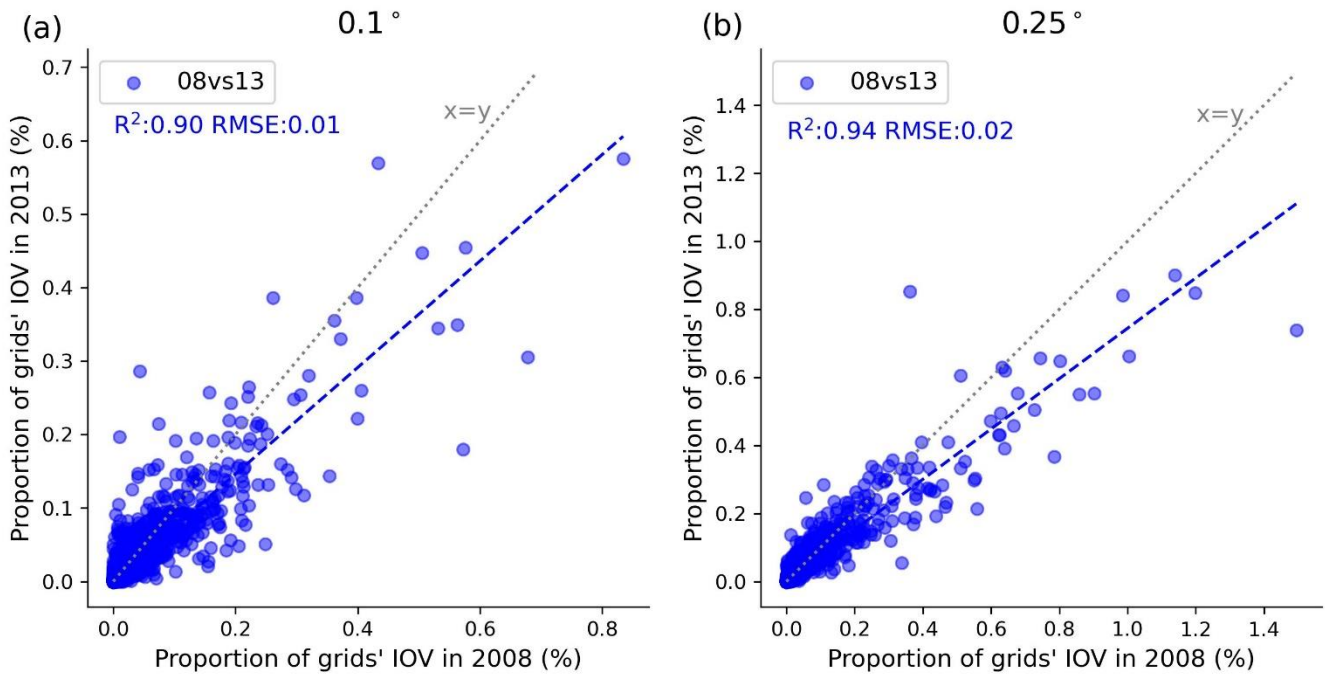 (a)
0.1°
0.7
0.6
0.5
0.4
0.3
0.2
0.1
0.0
Proportion of grids' IOV in 2013 (%)
08vs13
R²:0.90 RMSE:0.01
x=y
0.0 0.2 0.4 0.6 0.8
Proportion of grids' IOV in 2008 (%)
(b)
0.25°
1.4
1.2
1.0
0.8
0.6
0.4
0.2
0.0
Proportion of grids' IOV in 2013 (%)
08vs13
R²:0.94 RMSE:0.02
x=y
0.0 0.2 0.4 0.6 0.8 1.0 1.2 1.4
Proportion of grids' IOV in 2008 (%)